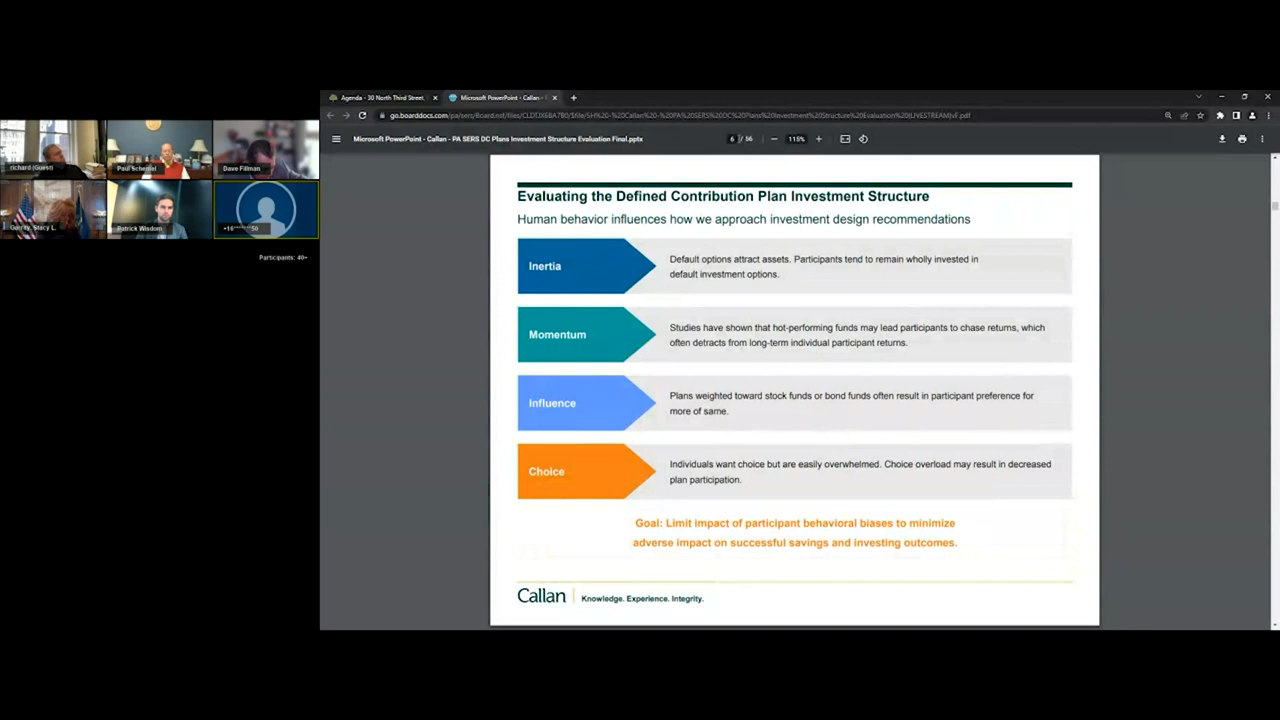 Agenda - 30 North Third Street,
Microsoft PowerPoint - Callan -
Microsoft PowerPoint - Callan - PA SERS DC Plans Investment Structure Evaluation Final.pptx
6 / 56
115%
richard (Guest)
Paul Schemel
Dave Fillman
Garrity, Stacy L.
Patrick Wisdom
Participants: 40+
Evaluating the Defined Contribution Plan Investment Structure
Human behavior influences how we approach investment design recommendations
Inertia
Default options attract assets. Participants tend to remain wholly invested in
default investment options.
Momentum
Studies have shown that hot-performing funds may lead participants to chase returns, which
often detracts from long-term individual participant returns.
Influence
Plans weighted toward stock funds or bond funds often result in participant preference for
more of same.
Choice
Individuals want choice but are easily overwhelmed. Choice overload may result in decreased
plan participation.
Goal: Limit impact of participant behavioral biases to minimize
adverse impact on successful savings and investing outcomes.
Callan
Knowledge. Experience. Integrity.